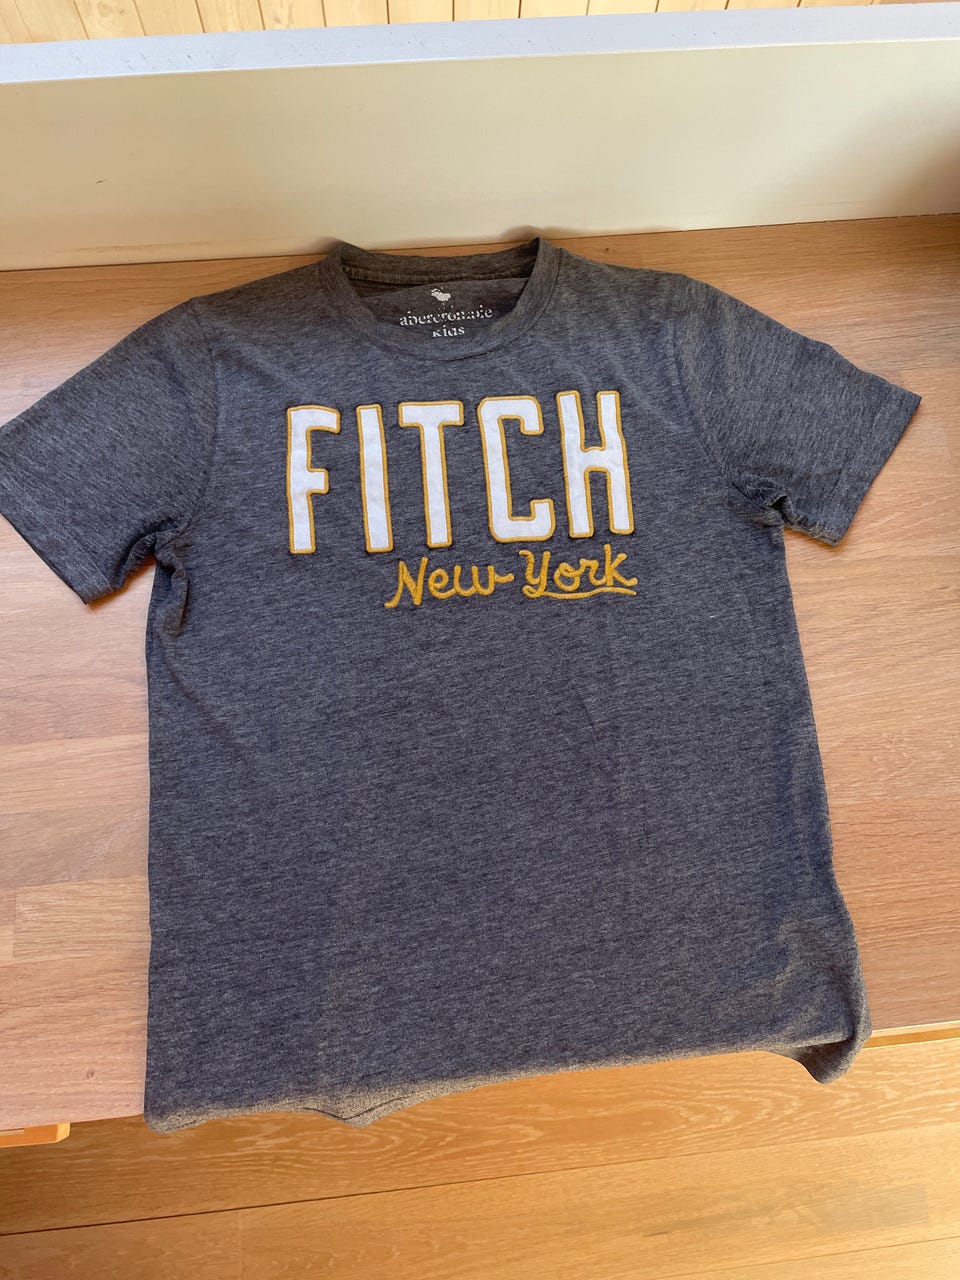 abercrombie
kids
FITCH
New York